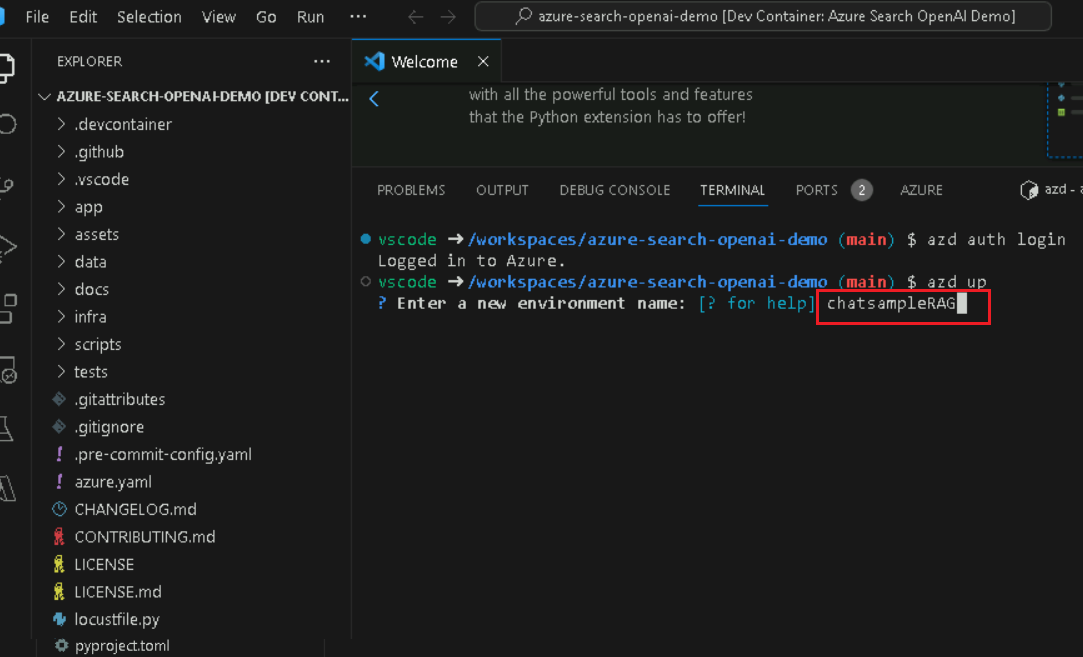 File Edit Selection View Go Run ···
azure-search-openai-demo [Dev Container: Azure Search OpenAI Demo]
EXPLORER ···
AZURE-SEARCH-OPENAI-DEMO [DEV CONT...
.devcontainer
.github
.vscode
app
assets
data
docs
infra
scripts
tests
.gitattributes
.gitignore
.pre-commit-config.yaml
azure.yaml
CHANGELOG.md
CONTRIBUTING.md
LICENSE
LICENSE.md
locustfile.py
pyproject.toml
Welcome
with all the powerful tools and features
that the Python extension has to offer!
PROBLEMS OUTPUT DEBUG CONSOLE TERMINAL PORTS 2 AZURE azd -
vscode ➜ /workspaces/azure-search-openai-demo (main) $ azd auth login
Logged in to Azure.
vscode ➜ /workspaces/azure-search-openai-demo (main) $ azd up
? Enter a new environment name: [? for help] chatsampleRAG